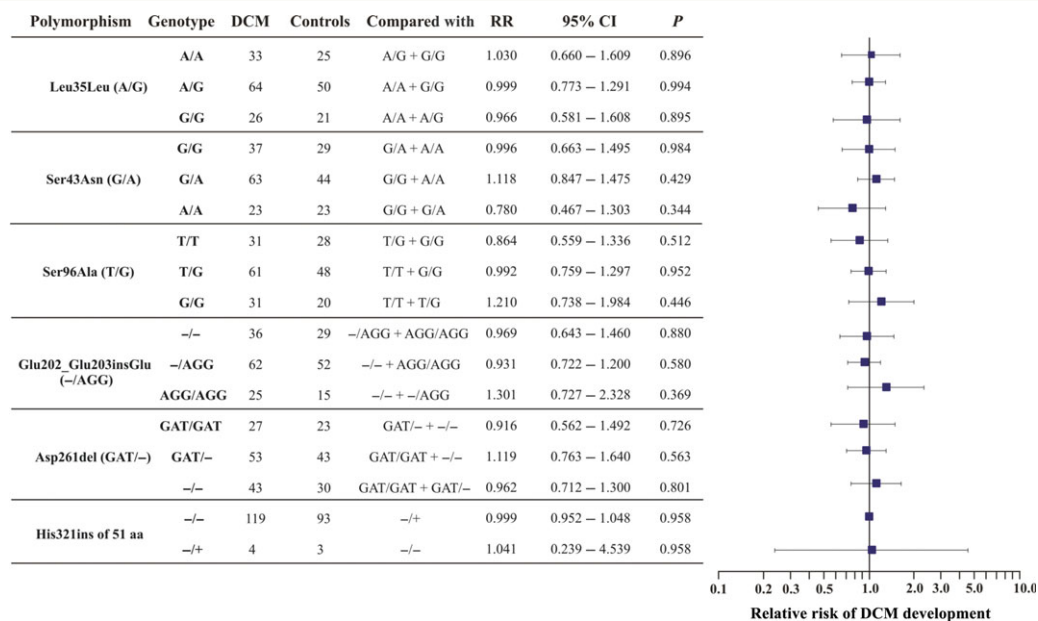 Polymorphism Genotype DCM Controls Compared with RR 95% CI P
A/A 33 25 A/G + G/G 1.030 0.660 – 1.609 0.896
Leu35Leu (A/G) A/G 64 50 A/A + G/G 0.999 0.773 – 1.291 0.994
G/G 26 21 A/A + A/G 0.966 0.581 – 1.608 0.895
G/G 37 29 G/A + A/A 0.996 0.663 – 1.495 0.984
Ser43Asn (G/A) G/A 63 44 G/G + A/A 1.118 0.847 – 1.475 0.429
A/A 23 23 G/G + G/A 0.780 0.467 – 1.303 0.344
T/T 31 28 T/G + G/G 0.864 0.559 – 1.336 0.512
Ser96Ala (T/G) T/G 61 48 T/T + G/G 0.992 0.759 – 1.297 0.952
G/G 31 20 T/T + T/G 1.210 0.738 – 1.984 0.446
–/– 36 29 –/AGG + AGG/AGG 0.969 0.643 – 1.460 0.880
Glu202_Glu203insGlu –/AGG 62 52 –/– + AGG/AGG 0.931 0.722 – 1.200 0.580
(–/AGG)
AGG/AGG 25 15 –/– + –/AGG 1.301 0.727 – 2.328 0.369
GAT/GAT 27 23 GAT/– + –/– 0.916 0.562 – 1.492 0.726
Asp261del (GAT/–) GAT/– 53 43 GAT/GAT + –/– 1.119 0.763 – 1.640 0.563
–/– 43 30 GAT/GAT + GAT/– 0.962 0.712 – 1.300 0.801
–/– 119 93 –/+ 0.999 0.952 – 1.048 0.958
His321ins of 51 aa
–/+ 4 3 –/– 1.041 0.239 – 4.539 0.958
0.1 0.2 0.3 0.5 1.0 2.0 3.0 5.0 10.0
Relative risk of DCM development